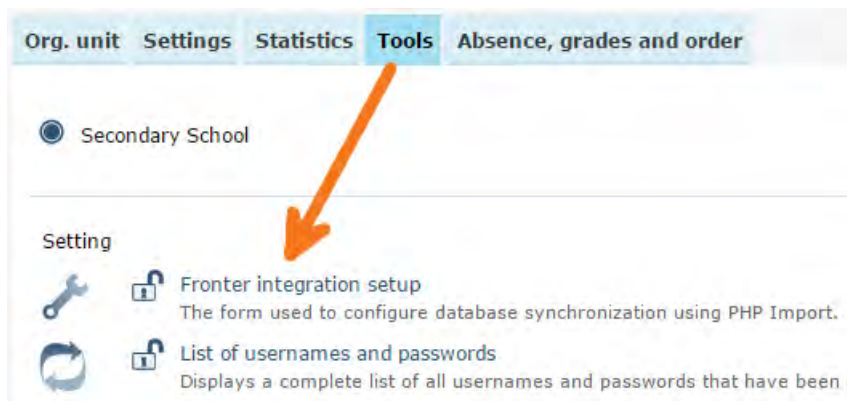 Org. unit Settings Statistics Tools Absence, grades and order
Secondary School
Setting
Fronter integration setup
The form used to configure database synchronization using PHP Import.
List of usernames and passwords
Displays a complete list of all usernames and passwords that have been